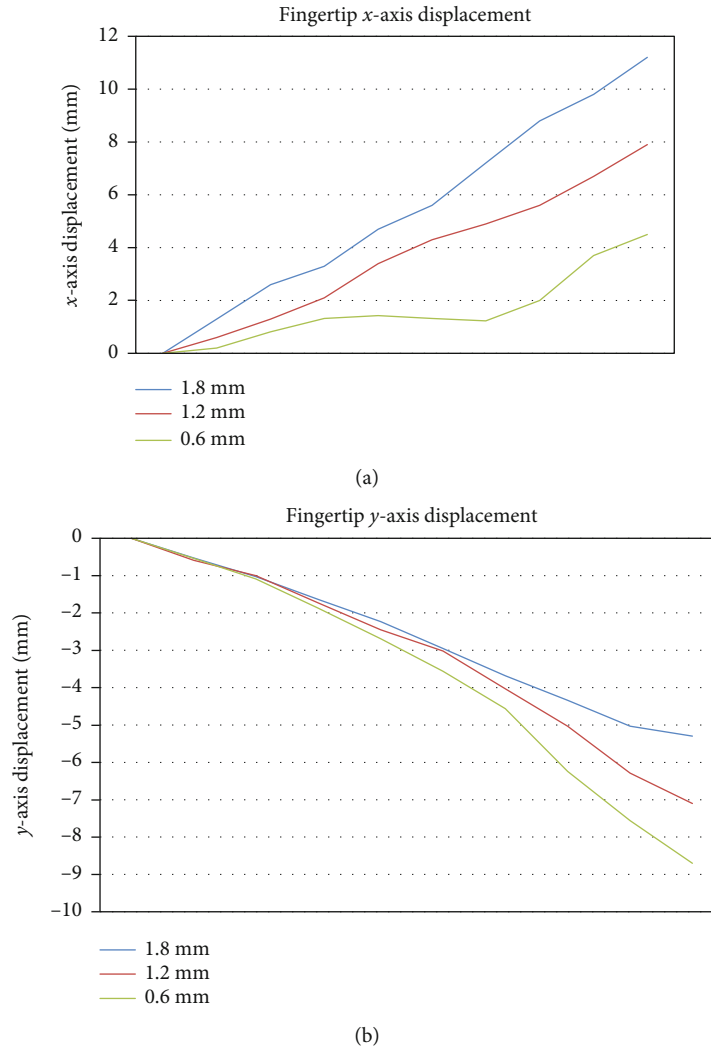 Fingertip x-axis displacement
12
10
8
6
4
2
0
x-axis displacement (mm)
1.8 mm
1.2 mm
0.6 mm
(a)
Fingertip y-axis displacement
0
–1
–2
–3
–4
–5
–6
–7
–8
–9
–10
y-axis displacement (mm)
1.8 mm
1.2 mm
0.6 mm
(b)